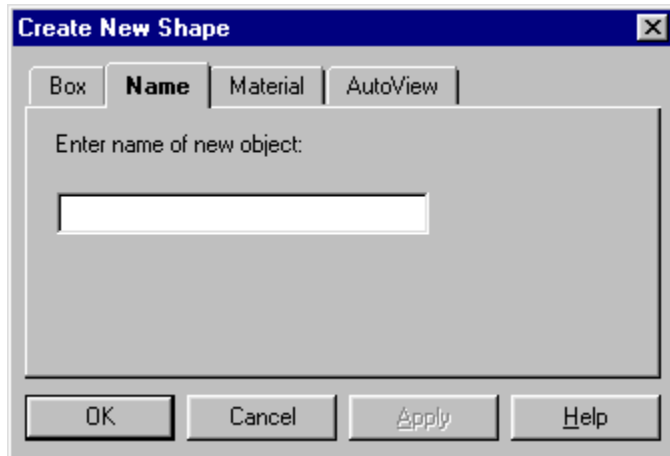 Create New Shape
Box Name Material AutoView
Enter name of new object:
OK Cancel Apply Help